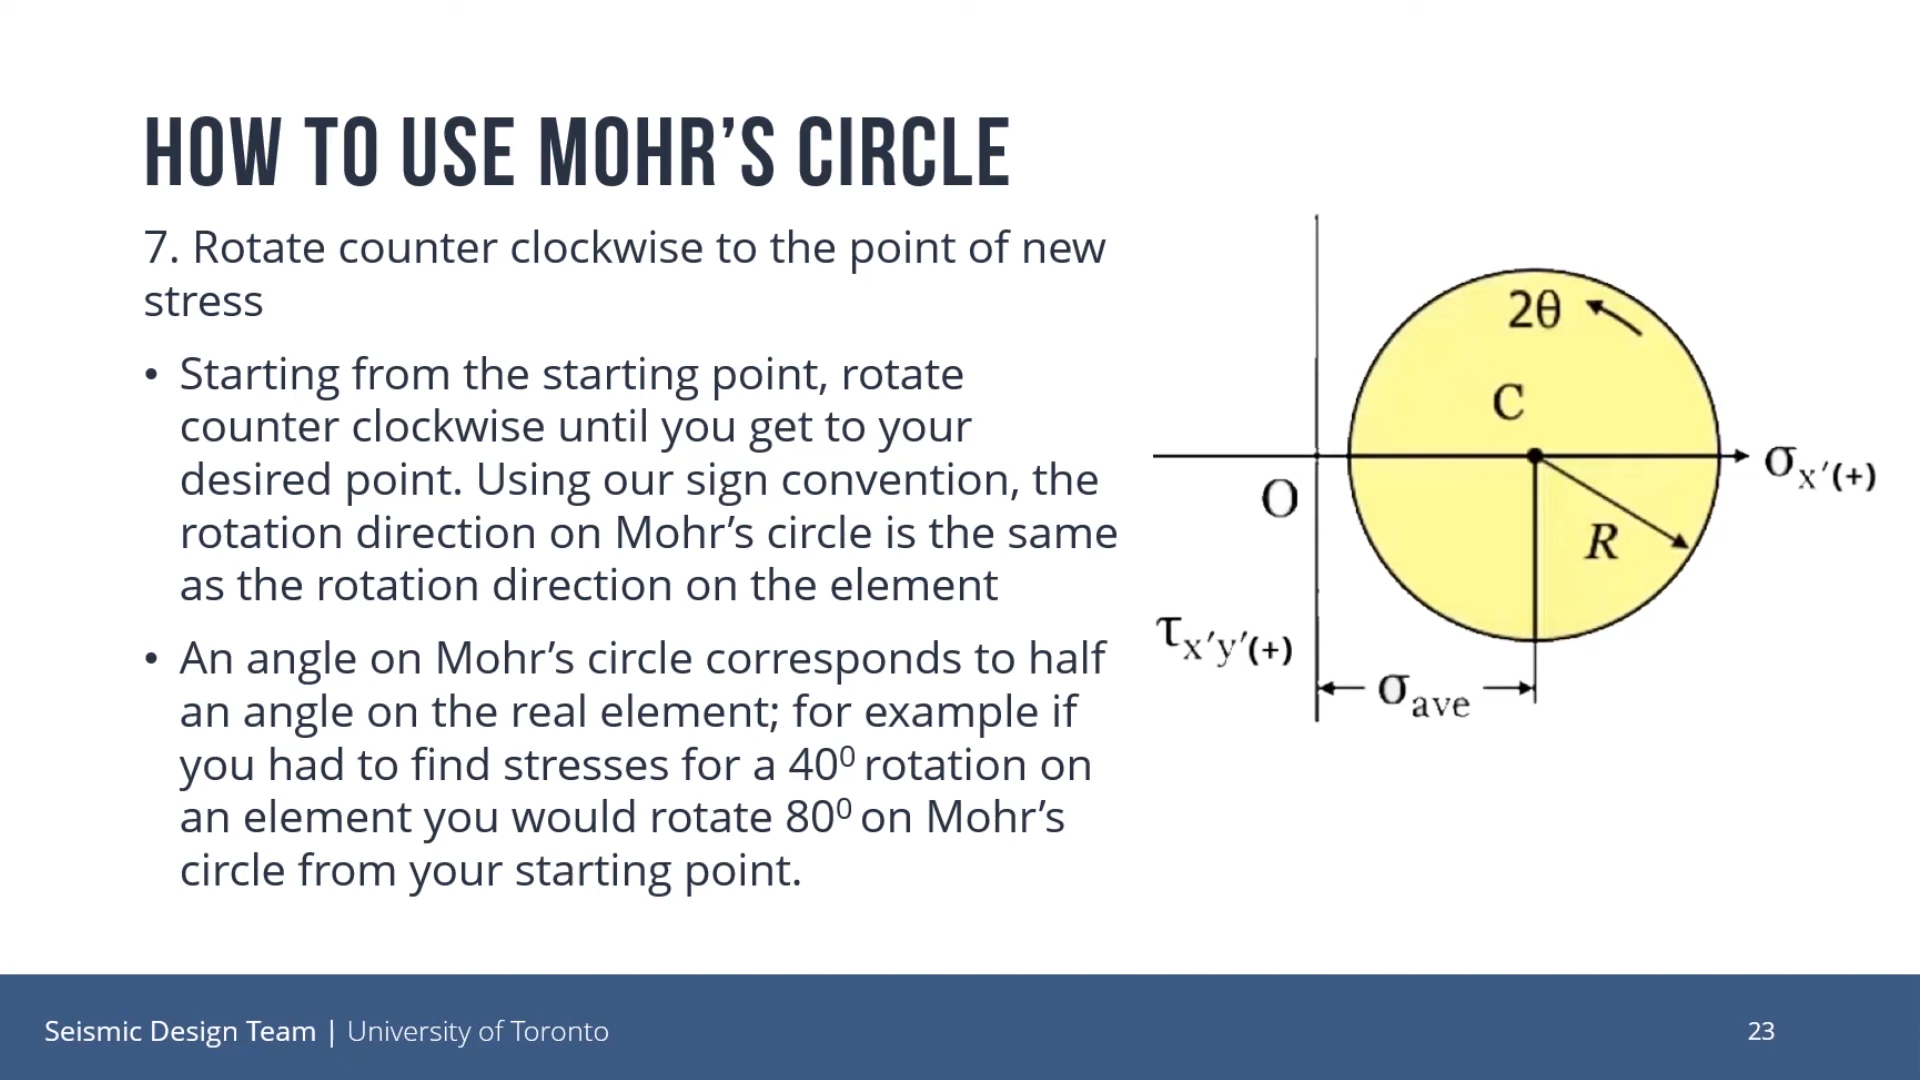 HOW TO USE MOHR’S CIRCLE
7. Rotate counter clockwise to the point of new
stress
• Starting from the starting point, rotate
counter clockwise until you get to your
desired point. Using our sign convention, the
rotation direction on Mohr’s circle is the same
as the rotation direction on the element
• An angle on Mohr’s circle corresponds to half
an angle on the real element; for example if
you had to find stresses for a 40⁰ rotation on
an element you would rotate 80⁰ on Mohr’s
circle from your starting point.
2θ
C
σx′(+)
O
R
τx′y′(+)
σave
Seismic Design Team | University of Toronto
23